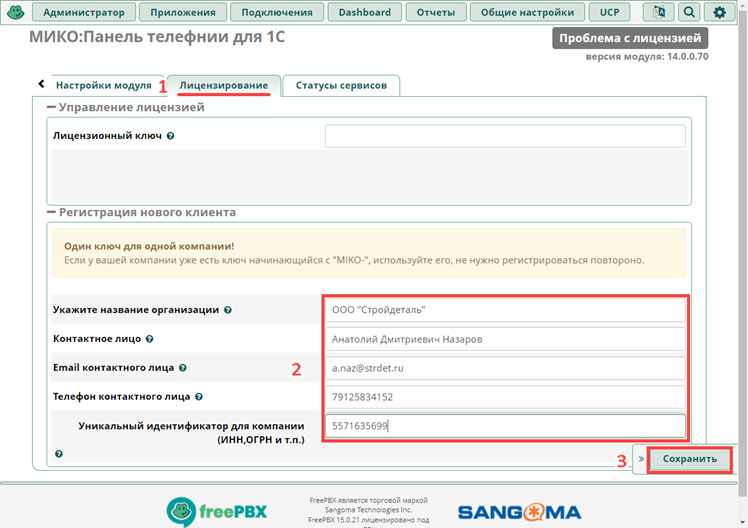 Администратор Приложения Подключения Dashboard Отчеты Общие настройки UCP
МИКО:Панель телефнии для 1С
Проблема с лицензией
версия модуля: 14.0.0.70
Настройки модуля 1 Лицензирование Статусы сервисов
Управление лицензией
Лицензионный ключ
Регистрация нового клиента
Один ключ для одной компании!
Если у вашей компании уже есть ключ начинающийся с "MIKO-", используйте его, не нужно регистрироваться повтороно.
Укажите название организации ООО "Стройдеталь"
Контактное лицо Анатолий Дмитриевич Назаров
Email контактного лица a.naz@strdet.ru
2
Телефон контактного лица 79125834152
Уникальный идентификатор для компании 5571635699
(ИНН,ОГРН и т.п.)
3 » Сохранить
freePBX
FreePBX является торговой маркой
Sangoma Technologies Inc.
FreePBX 15.0.21 лицензировано под
SANGOMA